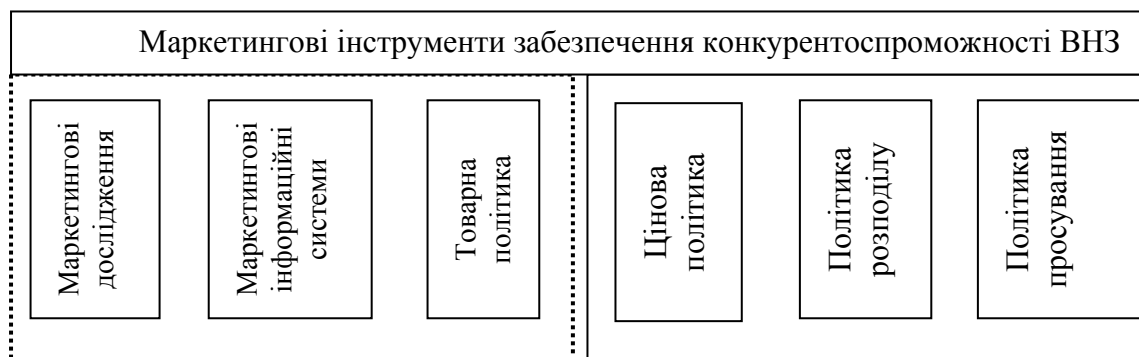 Маркетингові інструменти забезпечення конкурентоспроможності ВНЗ
Маркетингові
дослідження
Маркетингові
інформаційні
системи
Товарна
політика
Цінова
політика
Політика
розподілу
Політика
просування